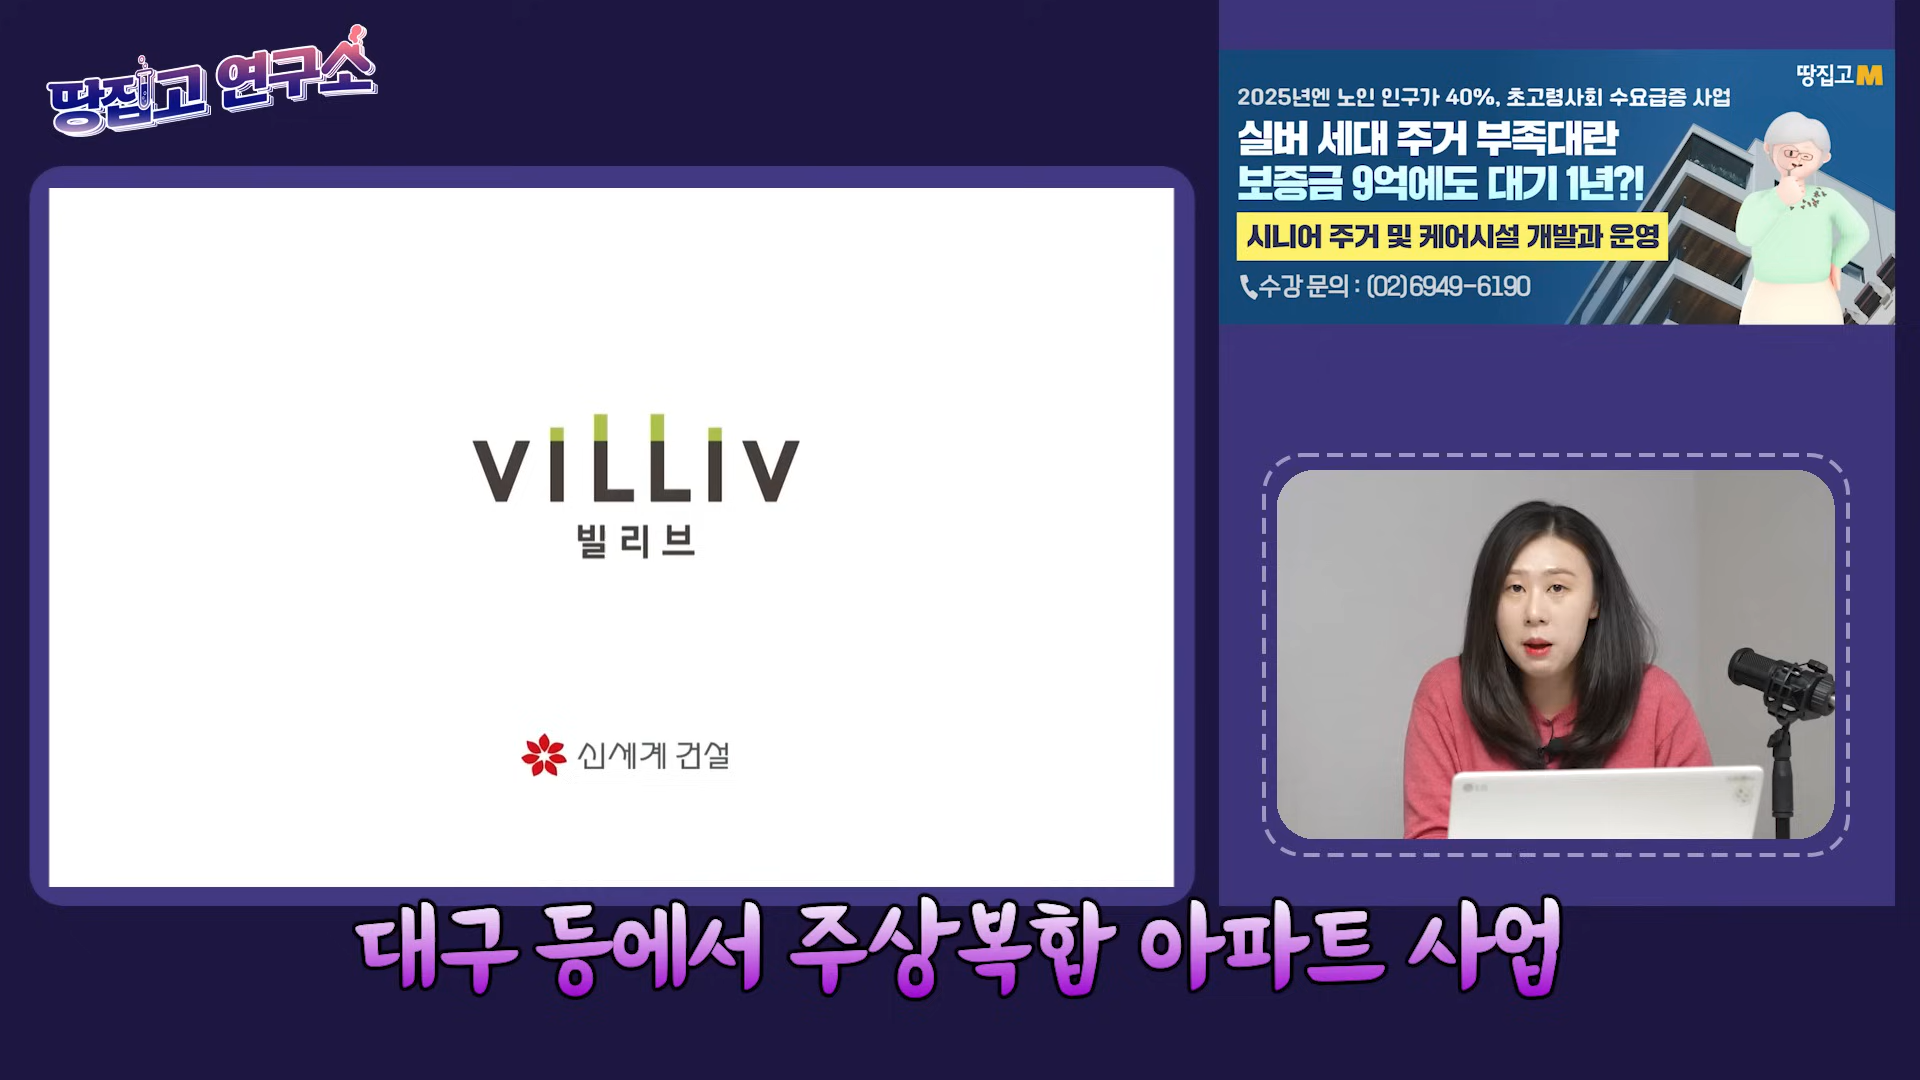 땅집고 연구소
땅집고M
2025년엔 노인 인구가 40%, 초고령사회 수요급증 사업
실버 세대 주거 부족대란
보증금 9억에도 대기 1년?!
시니어 주거 및 케어시설 개발과 운영
수강 문의 : (02)6949-6190
VILLIV
빌리브
신세계 건설
LG
대구 등에서 주상복합 아파트 사업